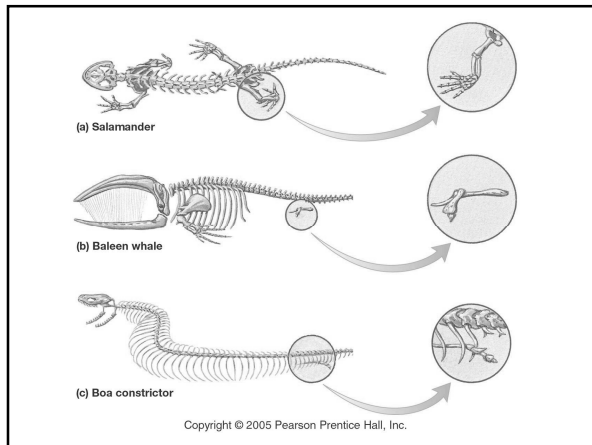 (a) Salamander
(b) Baleen whale
(c) Boa constrictor
Copyright © 2005 Pearson Prentice Hall, Inc.